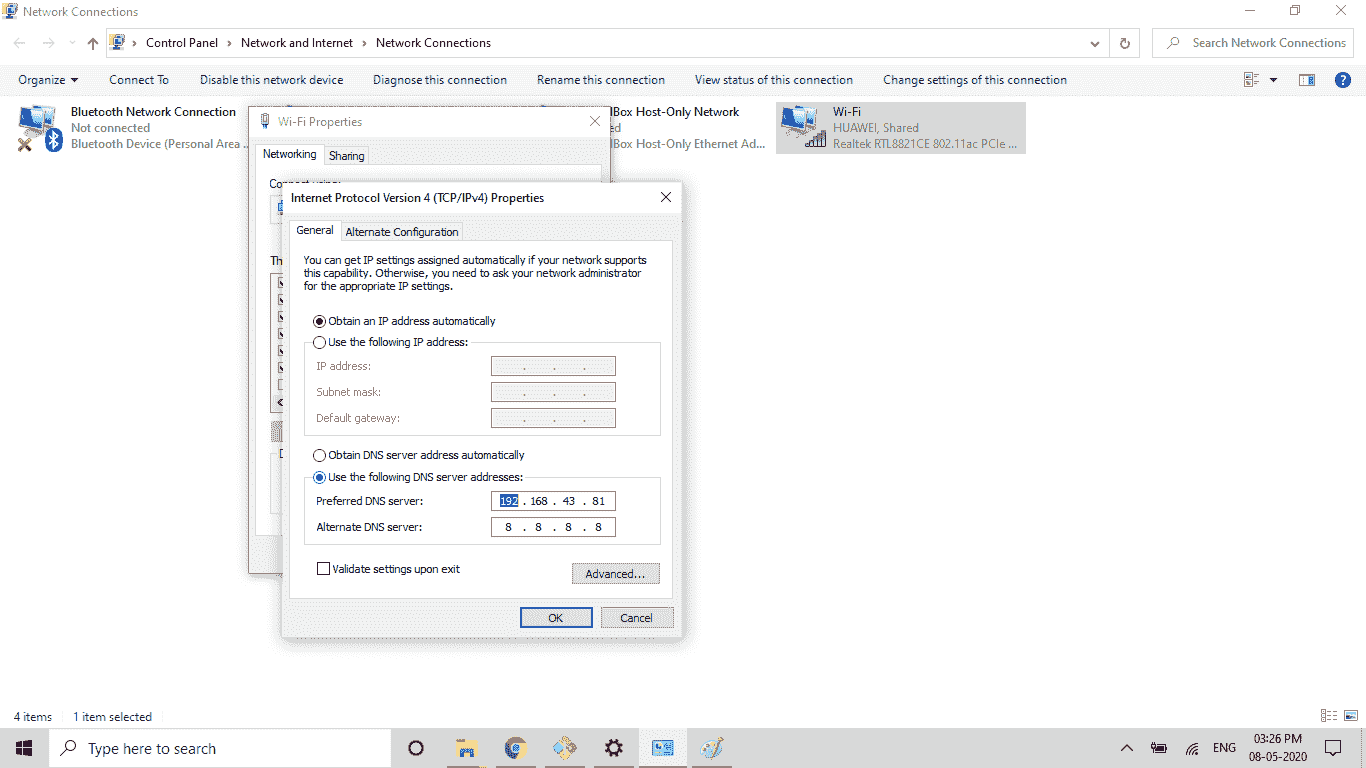 Network Connections
Control Panel > Network and Internet > Network Connections
Search Network Connections
Organize Connect To Disable this network device Diagnose this connection Rename this connection View status of this connection Change settings of this connection
Bluetooth Network Connection
Not connected
Bluetooth Device (Personal Area ...
Box Host-Only Network
ed
Box Host-Only Ethernet Ad...
Wi-Fi
HUAWEI, Shared
Realtek RTL8821CE 802.11ac PCIe ...
Wi-Fi Properties
Networking Sharing
Internet Protocol Version 4 (TCP/IPv4) Properties
General Alternate Configuration
You can get IP settings assigned automatically if your network supports
this capability. Otherwise, you need to ask your network administrator
for the appropriate IP settings.
Obtain an IP address automatically
Use the following IP address:
IP address: . . .
Subnet mask: . . .
Default gateway: . . .
Obtain DNS server address automatically
Use the following DNS server addresses:
Preferred DNS server: 192 . 168 . 43 . 81
Alternate DNS server: 8 . 8 . 8 . 8
Validate settings upon exit
Advanced...
OK Cancel
4 items 1 item selected
Type here to search
ENG
03:26 PM
08-05-2020